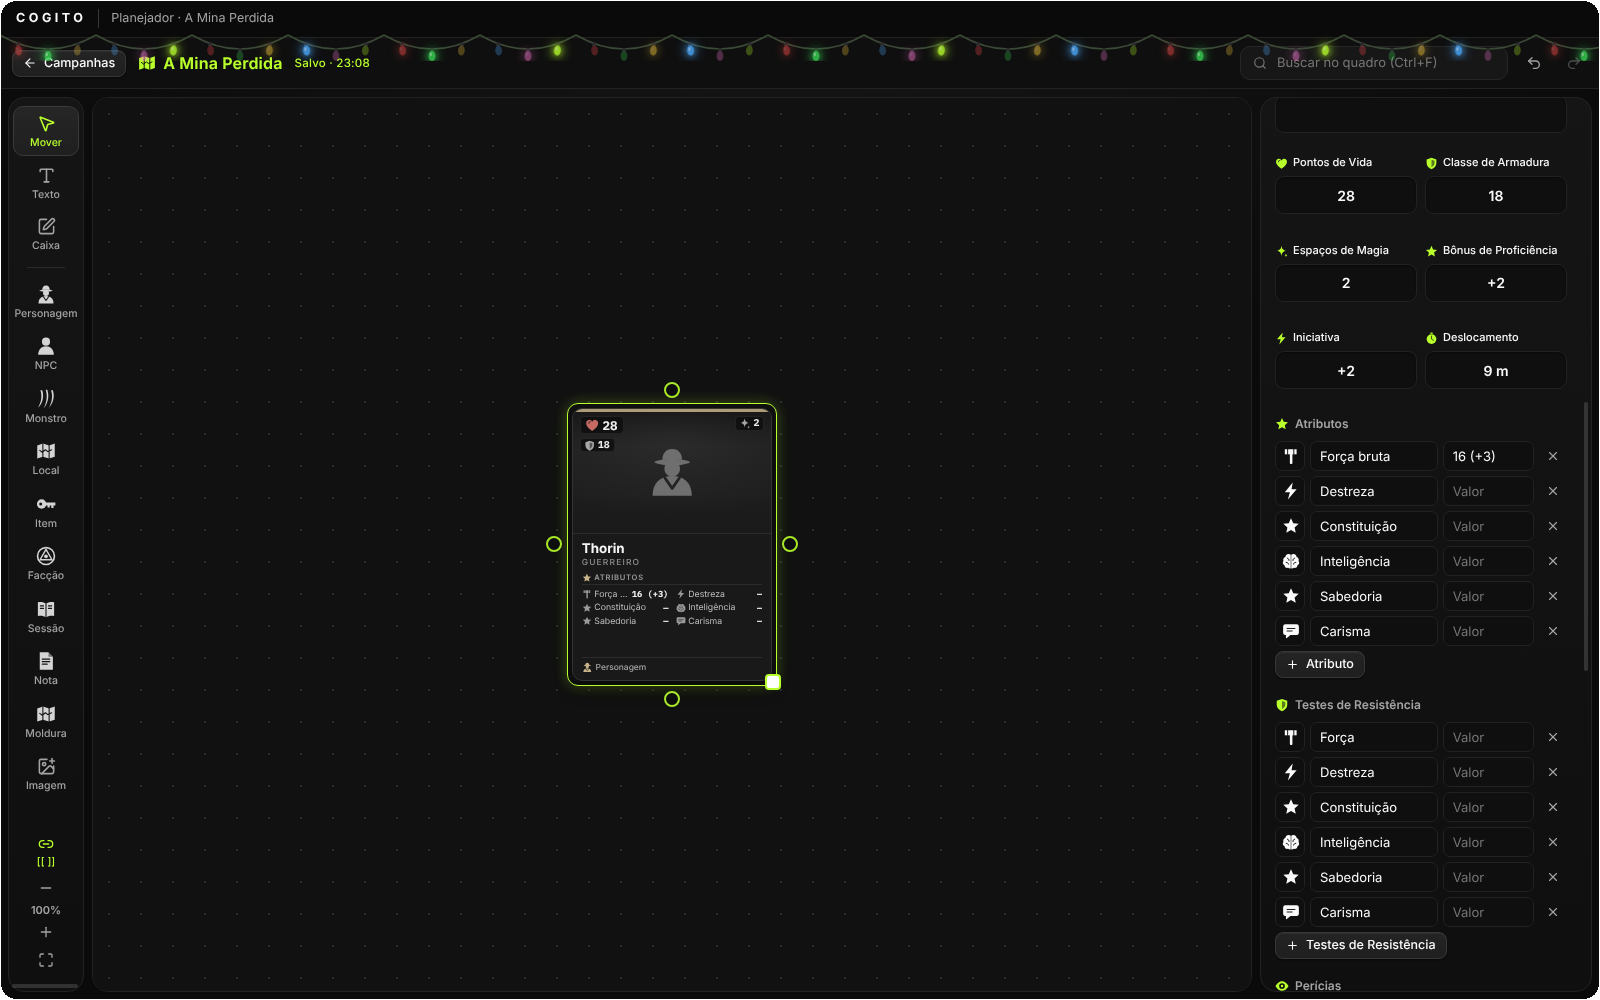 COGITO
Planejador · A Mina Perdida
Campanhas
A Mina Perdida
Salvo · 23:08
Buscar no quadro (Ctrl+F)
Mover
Texto
Caixa
Personagem
NPC
Monstro
Local
Item
Facção
Sessão
Nota
Moldura
Imagem
[[ ]]
100%
28
2
18
Thorin
GUERREIRO
ATRIBUTOS
Força ... 16 (+3) Destreza –
Constituição – Inteligência –
Sabedoria – Carisma –
Personagem
Pontos de Vida Classe de Armadura
28 18
Espaços de Magia Bônus de Proficiência
2 +2
Iniciativa Deslocamento
+2 9 m
Atributos
Força bruta 16 (+3)
Destreza Valor
Constituição Valor
Inteligência Valor
Sabedoria Valor
Carisma Valor
+ Atributo
Testes de Resistência
Força Valor
Destreza Valor
Constituição Valor
Inteligência Valor
Sabedoria Valor
Carisma Valor
+ Testes de Resistência
Perícias